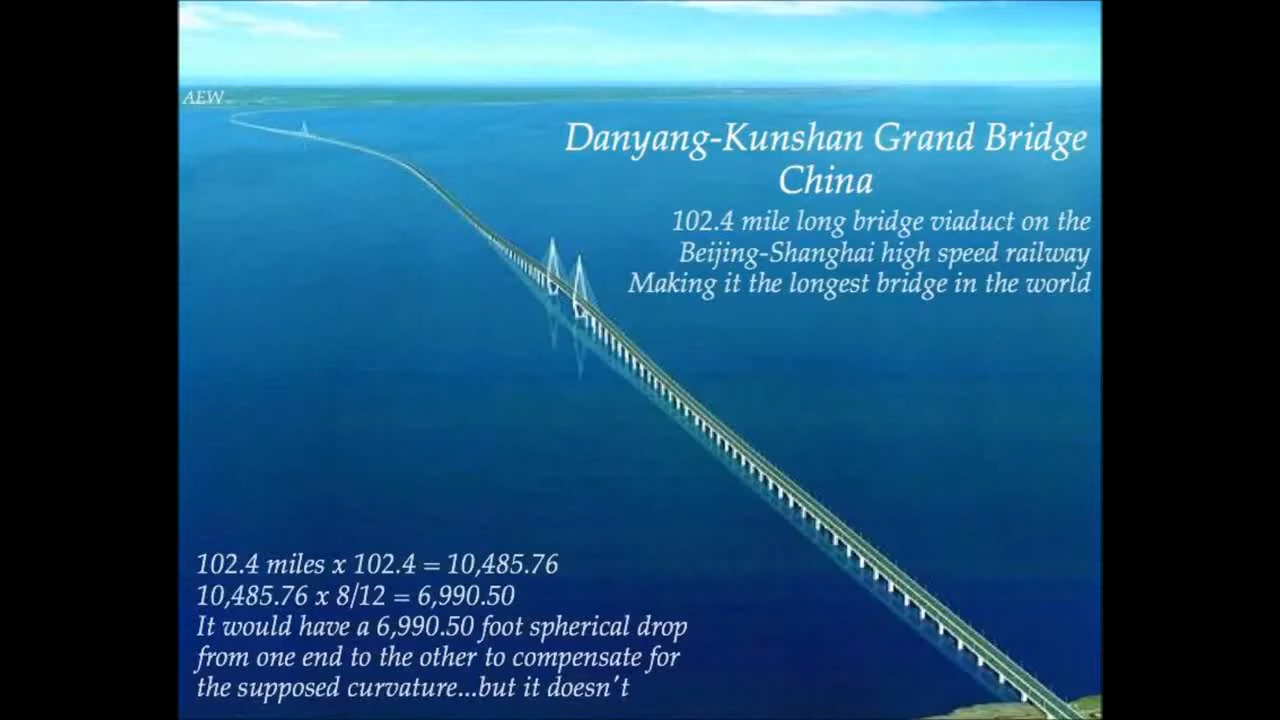 AEW
Danyang-Kunshan Grand Bridge
China
102.4 mile long bridge viaduct on the
Beijing-Shanghai high speed railway
Making it the longest bridge in the world
102.4 miles x 102.4 = 10,485.76
10,485.76 x 8/12 = 6,990.50
It would have a 6,990.50 foot spherical drop
from one end to the other to compensate for
the supposed curvature...but it doesn't